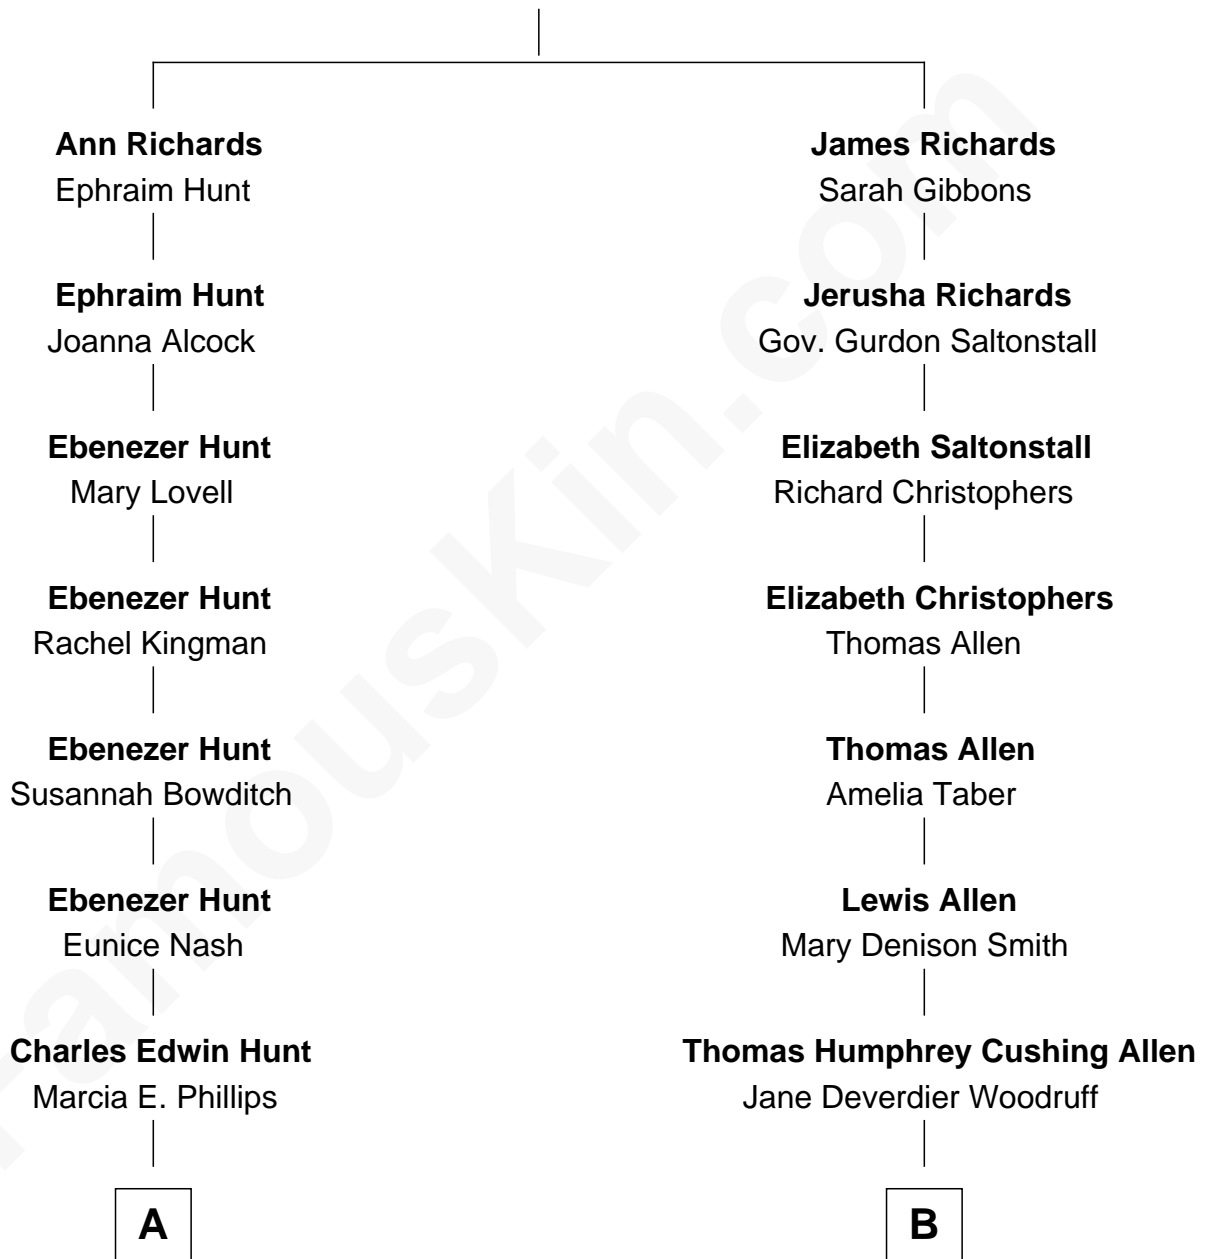 Ann Richards
Ephraim Hunt
James Richards
Sarah Gibbons
Ephraim Hunt
Joanna Alcock
Jerusha Richards
Gov. Gurdon Saltonstall
Ebenezer Hunt
Mary Lovell
Elizabeth Saltonstall
Richard Christophers
Ebenezer Hunt
Rachel Kingman
Elizabeth Christophers
Thomas Allen
Ebenezer Hunt
Susannah Bowditch
Thomas Allen
Amelia Taber
Ebenezer Hunt
Eunice Nash
Lewis Allen
Mary Denison Smith
Charles Edwin Hunt
Marcia E. Phillips
Thomas Humphrey Cushing Allen
Jane Deverdier Woodruff
A
B
FamousKin.com